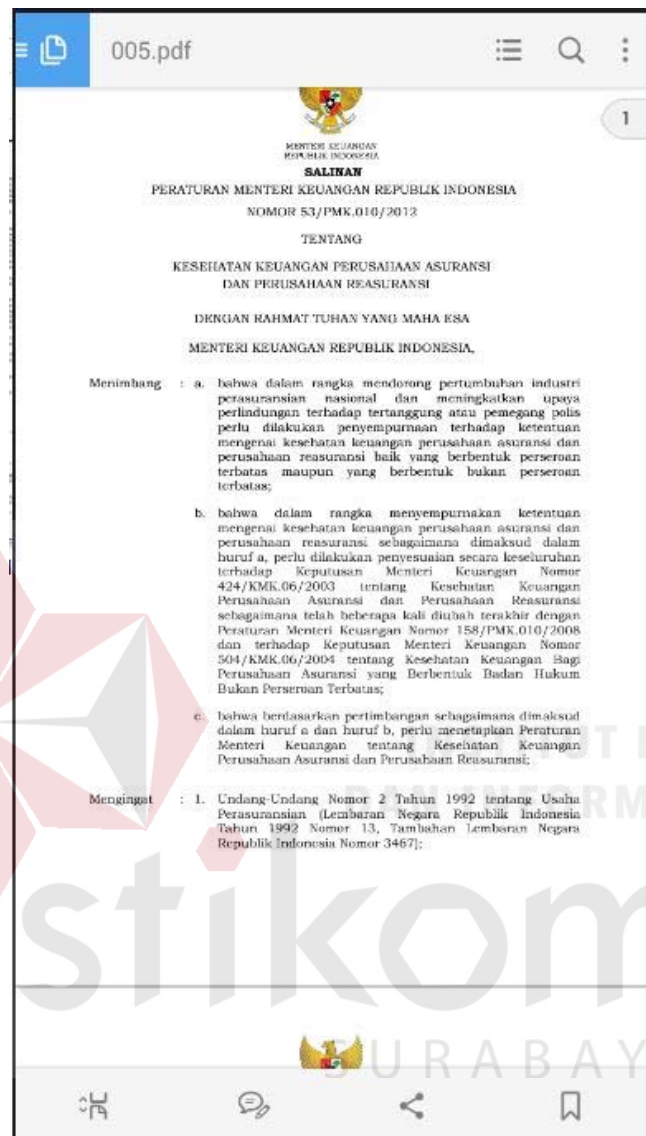 005.pdf
1
MENTERI KEUANGAN
REPUBLIK INDONESIA
SALINAN
PERATURAN MENTERI KEUANGAN REPUBLIK INDONESIA
NOMOR 53/PMK.010/2012
TENTANG
KESEHATAN KEUANGAN PERUSAHAAN ASURANSI
DAN PERUSAHAAN REASURANSI
DENGAN RAHMAT TUHAN YANG MAHA ESA
MENTERI KEUANGAN REPUBLIK INDONESIA,
Menimbang : a. bahwa dalam rangka mendorong pertumbuhan industri
perasuransian nasional dan meningkatkan upaya
perlindungan terhadap tertanggung atau pemegang polis
perlu dilakukan penyempurnaan terhadap ketentuan
mengenai kesehatan keuangan perusahaan asuransi dan
perusahaan reasuransi baik yang berbentuk perseroan
terbatas maupun yang berbentuk bukan perseroan
terbatas;
b. bahwa dalam rangka menyempurnakan ketentuan
mengenai kesehatan keuangan perusahaan asuransi dan
perusahaan reasuransi sebagaimana dimaksud dalam
huruf a, perlu dilakukan penyesuaian secara keseluruhan
terhadap Keputusan Menteri Keuangan Nomor
424/KMK.06/2003 tentang Kesehatan Keuangan
Perusahaan Asuransi dan Perusahaan Reasuransi
sebagaimana telah beberapa kali diubah terakhir dengan
Peraturan Menteri Keuangan Nomor 158/PMK.010/2008
dan terhadap Keputusan Menteri Keuangan Nomor
504/KMK.06/2004 tentang Kesehatan Keuangan Bagi
Perusahaan Asuransi yang Berbentuk Badan Hukum
Bukan Perseroan Terbatas;
c. bahwa berdasarkan pertimbangan sebagaimana dimaksud
dalam huruf a dan huruf b, perlu menetapkan Peraturan
Menteri Keuangan tentang Kesehatan Keuangan
Perusahaan Asuransi dan Perusahaan Reasuransi;
Mengingat : 1. Undang-Undang Nomor 2 Tahun 1992 tentang Usaha
Perasuransian (Lembaran Negara Republik Indonesia
Tahun 1992 Nomor 13, Tambahan Lembaran Negara
Republik Indonesia Nomor 3467);
stikom
SURABAY